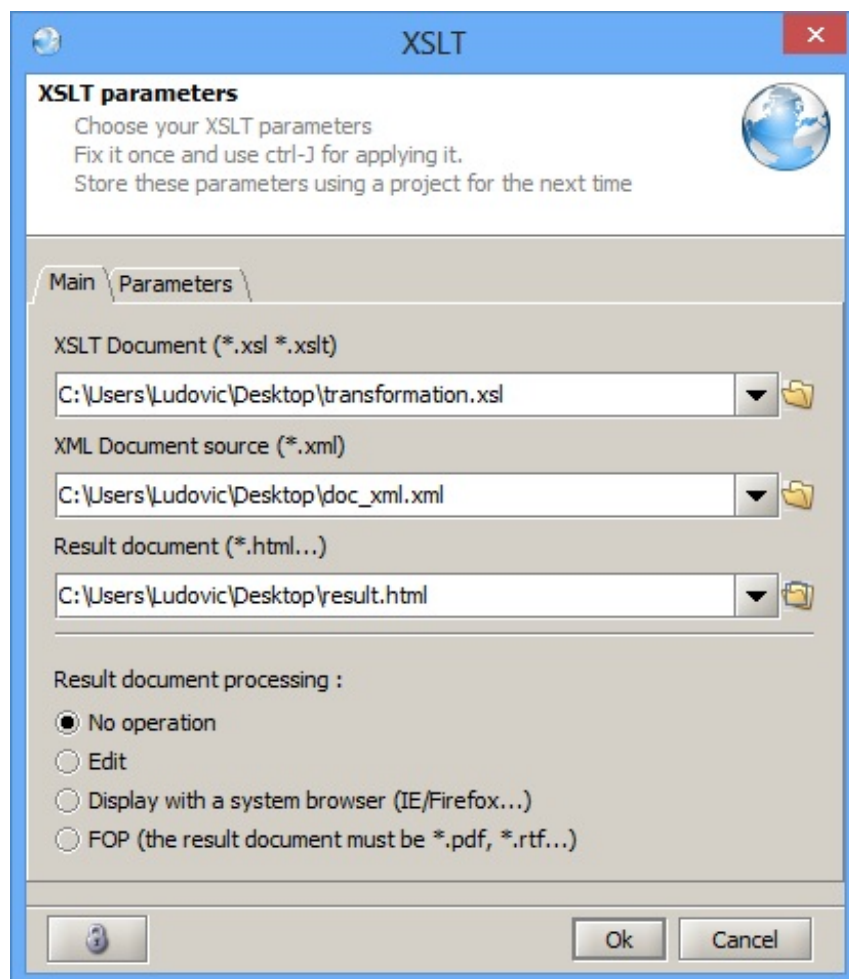 XSLT
XSLT parameters
Choose your XSLT parameters
Fix it once and use ctrl-J for applying it.
Store these parameters using a project for the next time
Main Parameters
XSLT Document (*.xsl *.xslt)
C:\Users\Ludovic\Desktop\transformation.xsl
XML Document source (*.xml)
C:\Users\Ludovic\Desktop\doc_xml.xml
Result document (*.html...)
C:\Users\Ludovic\Desktop\result.html
Result document processing :
No operation
Edit
Display with a system browser (IE/Firefox...)
FOP (the result document must be *.pdf, *.rtf...)
Ok Cancel